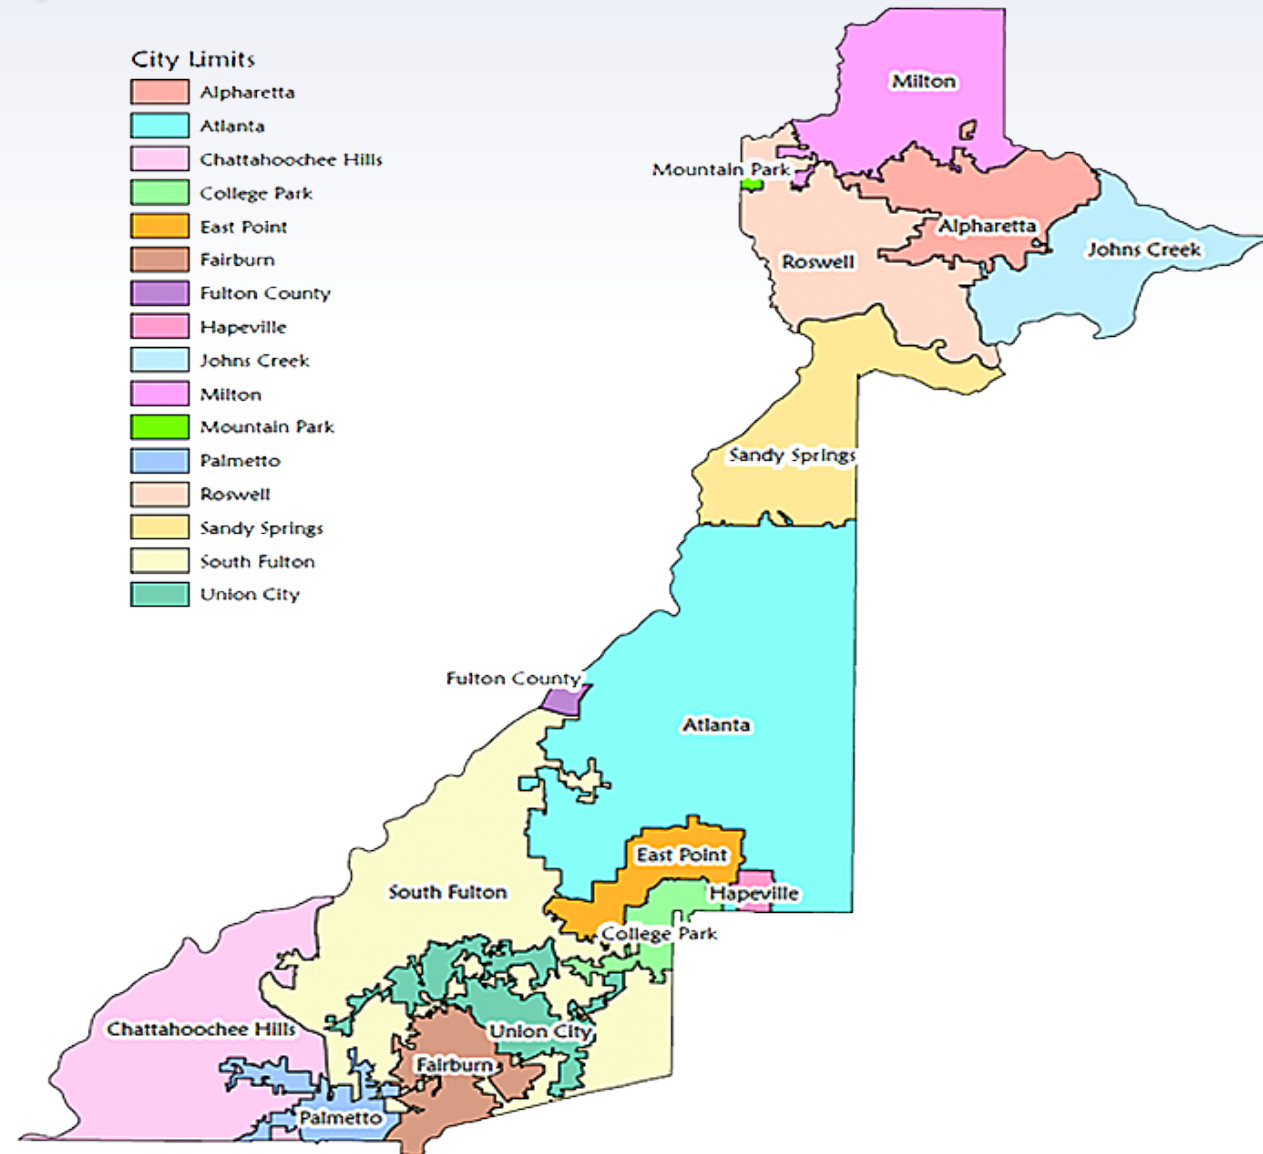 City Limits
Alpharetta
Atlanta
Chattahoochee Hills
College Park
East Point
Fairburn
Fulton County
Hapeville
Johns Creek
Milton
Mountain Park
Palmetto
Roswell
Sandy Springs
South Fulton
Union City
Milton
Mountain Park
Alpharetta
Johns Creek
Roswell
Sandy Springs
Fulton County
Atlanta
East Point
South Fulton
Hapeville
College Park
Chattahoochee Hills
Union City
Fairburn
Palmetto